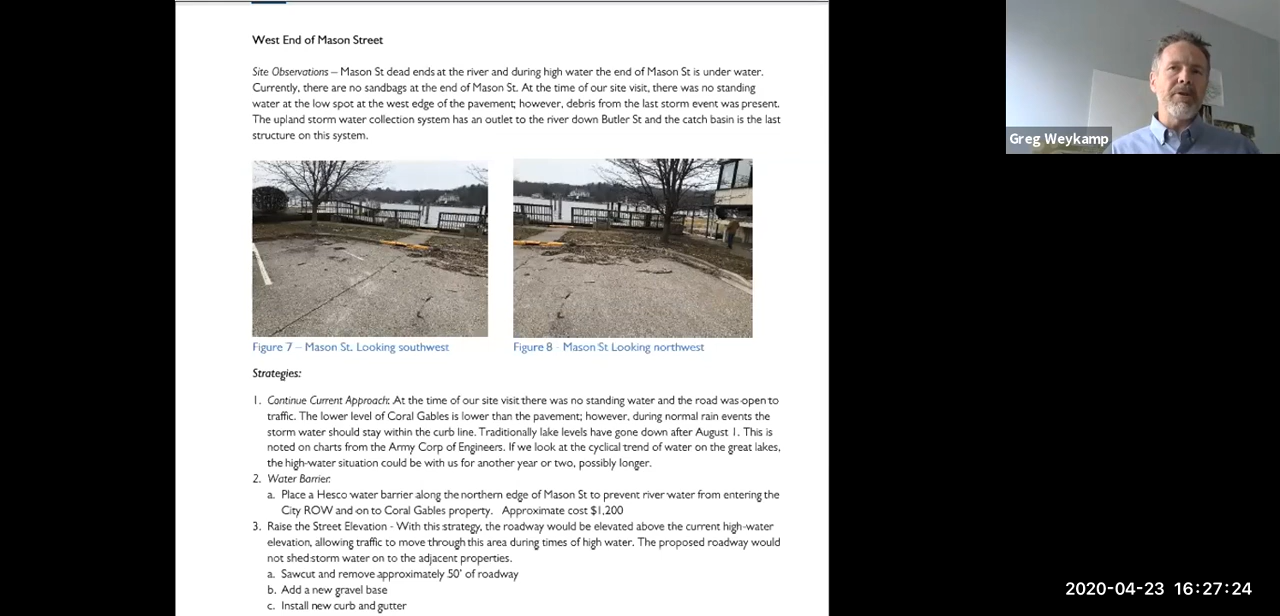 West End of Mason Street
Site Observations – Mason St dead ends at the river and during high water the end of Mason St is under water.
Currently, there are no sandbags at the end of Mason St. At the time of our site visit, there was no standing
water at the low spot at the west edge of the pavement; however, debris from the last storm event was present.
The upland storm water collection system has an outlet to the river down Butler St and the catch basin is the last
structure on this system.
Figure 7 – Mason St. Looking southwest
Figure 8 - Mason St Looking northwest
Strategies:
1. Continue Current Approach: At the time of our site visit there was no standing water and the road was open to
traffic. The lower level of Coral Gables is lower than the pavement; however, during normal rain events the
storm water should stay within the curb line. Traditionally lake levels have gone down after August 1. This is
noted on charts from the Army Corp of Engineers. If we look at the cyclical trend of water on the great lakes,
the high-water situation could be with us for another year or two, possibly longer.
2. Water Barrier:
a. Place a Hesco water barrier along the northern edge of Mason St to prevent river water from entering the
City ROW and on to Coral Gables property. Approximate cost $1,200
3. Raise the Street Elevation - With this strategy, the roadway would be elevated above the current high-water
elevation, allowing traffic to move through this area during times of high water. The proposed roadway would
not shed storm water on to the adjacent properties.
a. Sawcut and remove approximately 50' of roadway
b. Add a new gravel base
c. Install new curb and gutter
Greg Weykamp
2020-04-23 16:27:24